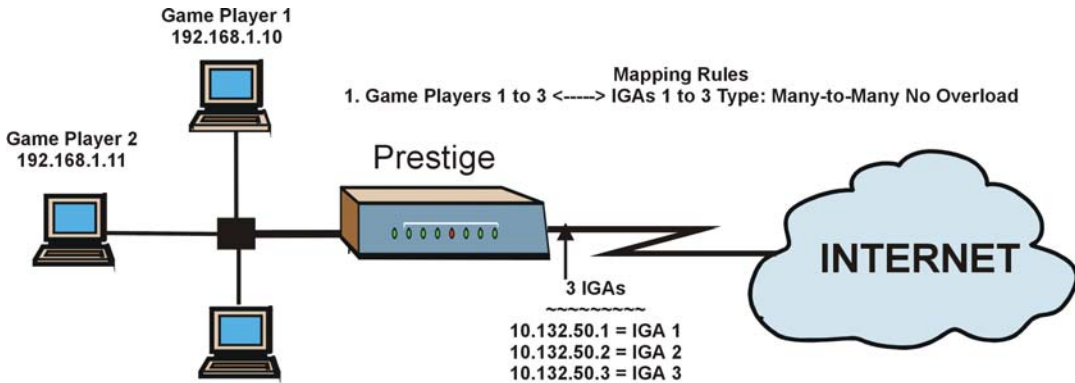 Game Player 1
192.168.1.10
Mapping Rules
1. Game Players 1 to 3 <-----> IGAs 1 to 3 Type: Many-to-Many No Overload
Game Player 2
192.168.1.11
Prestige
INTERNET
3 IGAs
~~~~~~~~~
10.132.50.1 = IGA 1
10.132.50.2 = IGA 2
10.132.50.3 = IGA 3